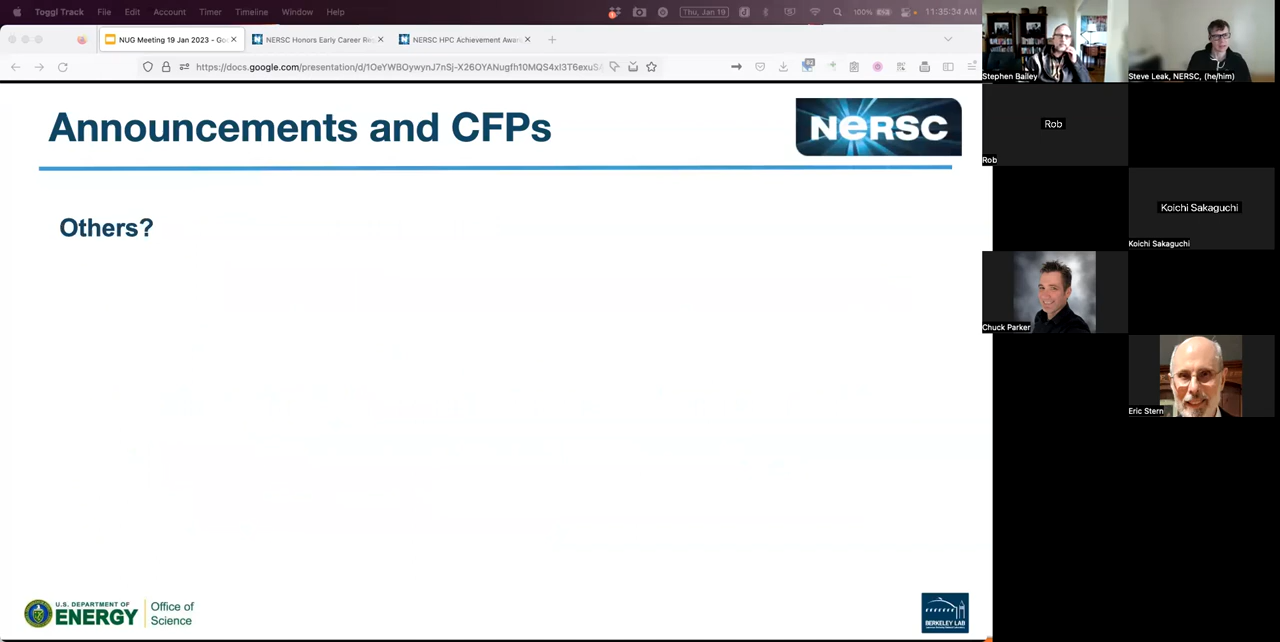 Toggl Track File Edit Account Timer Timeline Window Help 100% Thu, Jan 19 11:35:34 AM
NUG Meeting 19 Jan 2023 - Go
NERSC Honors Early Career Re
NERSC HPC Achievement Awar
https://docs.google.com/presentation/d/1OeYWBOywynJ7nSj-X26OYANugfh10MQS4xI3T6exuS
Announcements and CFPs
NERSC
Others?
U.S. DEPARTMENT OF
ENERGY
Office of
Science
BERKELEY LAB
Stephen Bailey
Steve Leak, NERSC, (he/him)
Rob
Rob
Koichi Sakaguchi
Koichi Sakaguchi
Chuck Parker
Eric Stern